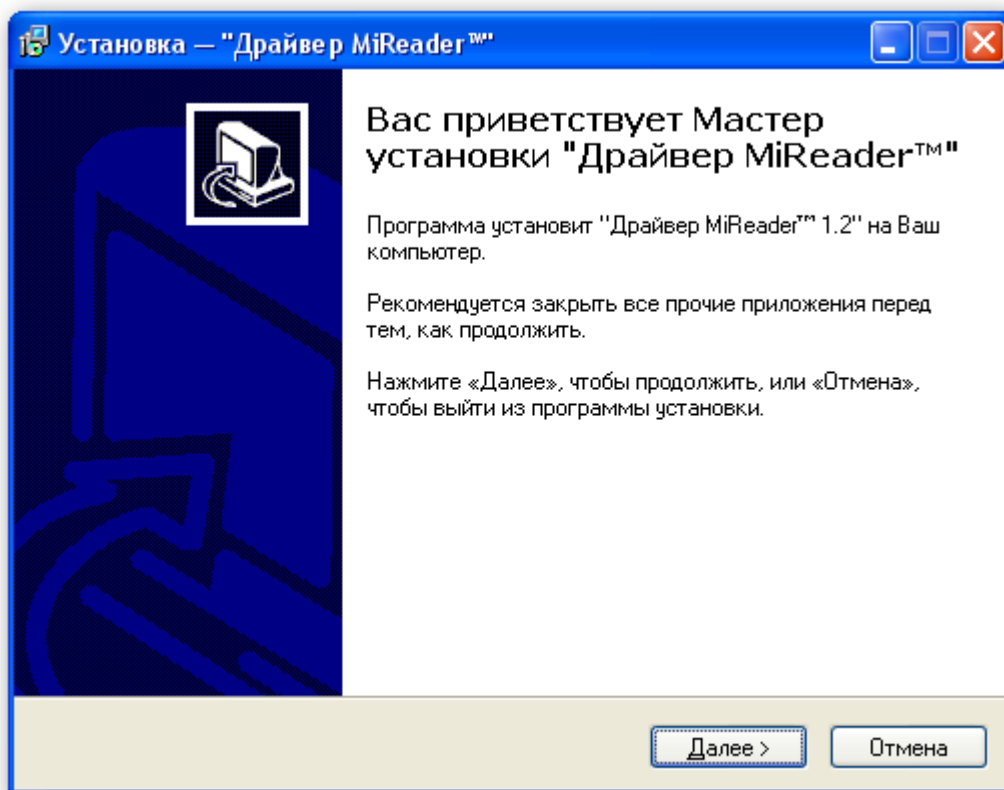 Установка — "Драйвер MiReader™"
Вас приветствует Мастер
установки "Драйвер MiReader™"
Программа установит "Драйвер MiReader™ 1.2" на Ваш
компьютер.
Рекомендуется закрыть все прочие приложения перед
тем, как продолжить.
Нажмите «Далее», чтобы продолжить, или «Отмена»,
чтобы выйти из программы установки.
Далее >
Отмена